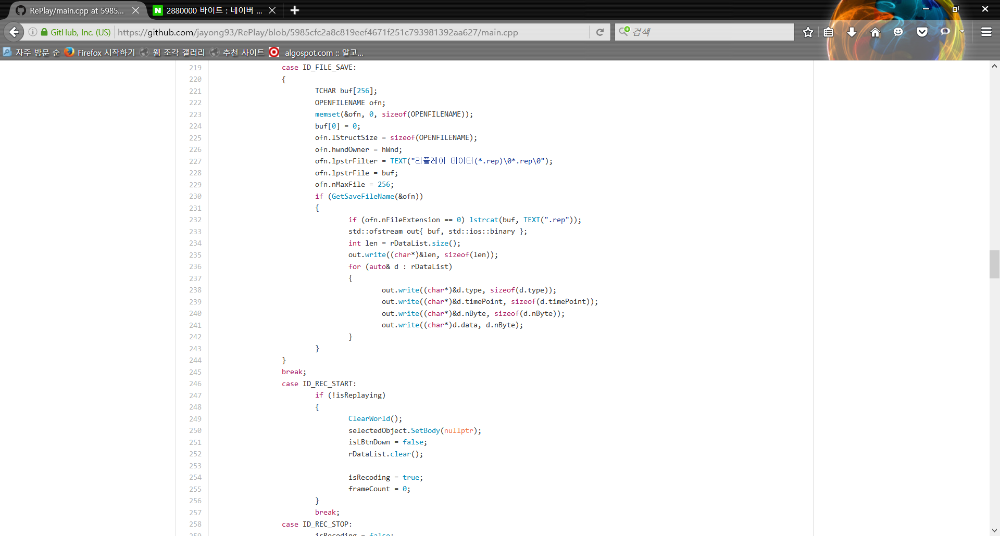 RePlay/main.cpp at 5985...
2880000 바이트 : 네이버 ...
GitHub, Inc. (US)
https://github.com/jayong93/RePlay/blob/5985cfc2a8c819eef4671f251c793981392aa627/main.cpp
검색
자주 방문 순
Firefox 시작하기
웹 조각 갤러리
추천 사이트
algospot.com :: 알고...
219 case ID_FILE_SAVE:
220 {
221 TCHAR buf[256];
222 OPENFILENAME ofn;
223 memset(&ofn, 0, sizeof(OPENFILENAME));
224 buf[0] = 0;
225 ofn.lStructSize = sizeof(OPENFILENAME);
226 ofn.hwndOwner = hWnd;
227 ofn.lpstrFilter = TEXT("리플레이 데이터(*.rep)\0*.rep\0");
228 ofn.lpstrFile = buf;
229 ofn.nMaxFile = 256;
230 if (GetSaveFileName(&ofn))
231 {
232 if (ofn.nFileExtension == 0) lstrcat(buf, TEXT(".rep"));
233 std::ofstream out{ buf, std::ios::binary };
234 int len = rDataList.size();
235 out.write((char*)&len, sizeof(len));
236 for (auto& d : rDataList)
237 {
238 out.write((char*)&d.type, sizeof(d.type));
239 out.write((char*)&d.timePoint, sizeof(d.timePoint));
240 out.write((char*)&d.nByte, sizeof(d.nByte));
241 out.write((char*)d.data, d.nByte);
242 }
243 }
244 }
245 break;
246 case ID_REC_START:
247 if (!isReplaying)
248 {
249 ClearWorld();
250 selectedObject.SetBody(nullptr);
251 isLBtnDown = false;
252 rDataList.clear();
253
254 isRecoding = true;
255 frameCount = 0;
256 }
257 break;
258 case ID_REC_STOP:
259 isRecoding = false;